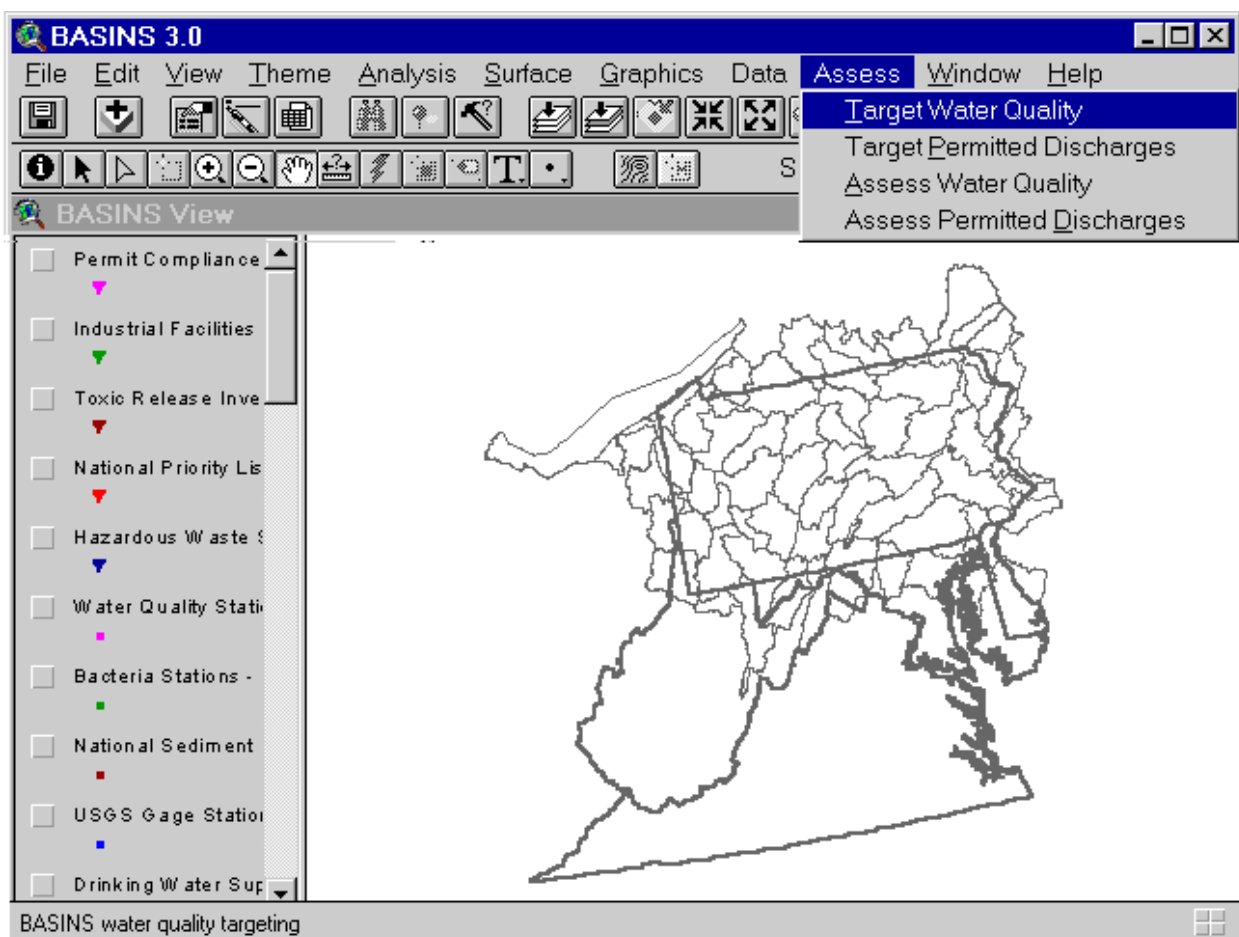 BASINS 3.0
File Edit View Theme Analysis Surface Graphics Data Assess Window Help
Target Water Quality
Target Permitted Discharges
Assess Water Quality
Assess Permitted Discharges
T.
S
BASINS View
Permit Compliance
Industrial Facilities
Toxic Release Inve
National Priority Lis
Hazardous Waste S
Water Quality Stati
Bacteria Stations -
National Sediment
USGS Gage Station
Drinking Water Sup
BASINS water quality targeting